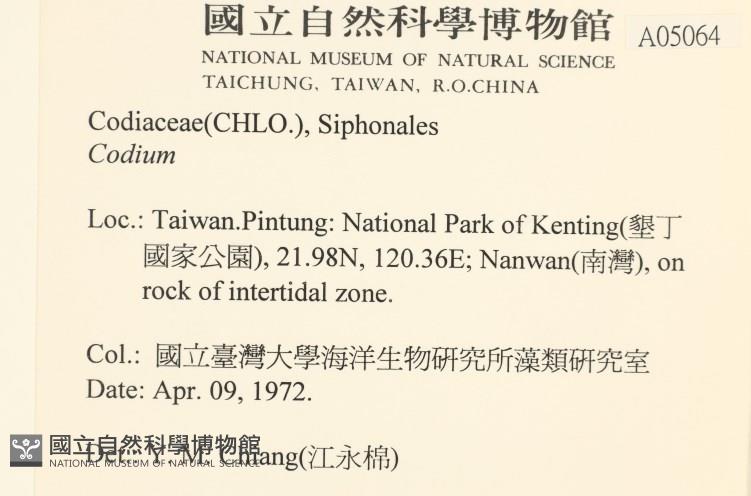 國立自然科學博物館
A05064
NATIONAL MUSEUM OF NATURAL SCIENCE
TAICHUNG, TAIWAN, R.O.CHINA
Codiaceae(CHLO.), Siphonales
Codium
Loc.: Taiwan.Pintung: National Park of Kenting(墾丁
國家公園), 21.98N, 120.36E; Nanwan(南灣), on
rock of intertidal zone.
Col.: 國立臺灣大學海洋生物研究所藻類研究室
Date: Apr. 09, 1972.
Det.: Y. M. Chiang(江永棉)
國立自然科學博物館
NATIONAL MUSEUM OF NATURAL SCIENCE